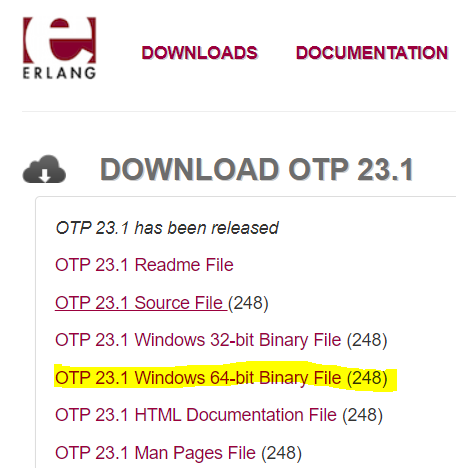 ERLANG
DOWNLOADS DOCUMENTATION
DOWNLOAD OTP 23.1
OTP 23.1 has been released
OTP 23.1 Readme File
OTP 23.1 Source File (248)
OTP 23.1 Windows 32-bit Binary File (248)
OTP 23.1 Windows 64-bit Binary File (248)
OTP 23.1 HTML Documentation File (248)
OTP 23.1 Man Pages File (248)